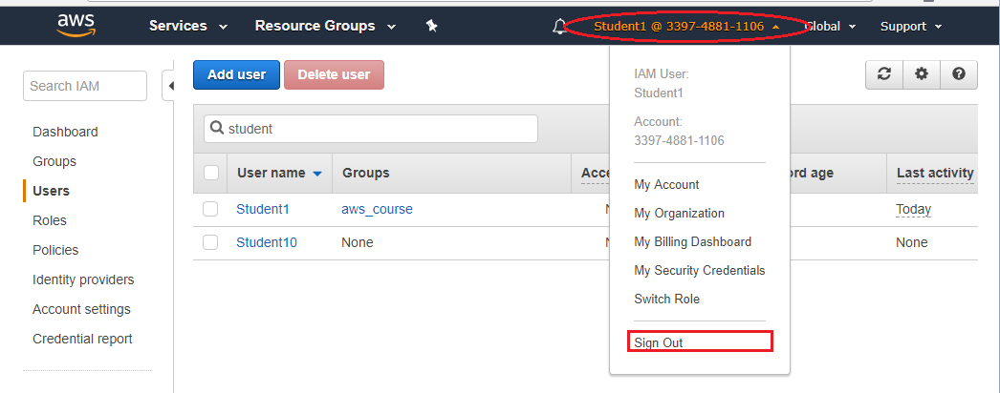 aws
Services
Resource Groups
Student1 @ 3397-4881-1106
Global
Support
Search IAM
Dashboard
Groups
Users
Roles
Policies
Identity providers
Account settings
Credential report
Add user
Delete user
student
User name
Groups
Last activity
Student1
aws_course
Today
Student10
None
None
IAM User:
Student1
Account:
3397-4881-1106
My Account
My Organization
My Billing Dashboard
My Security Credentials
Switch Role
Sign Out